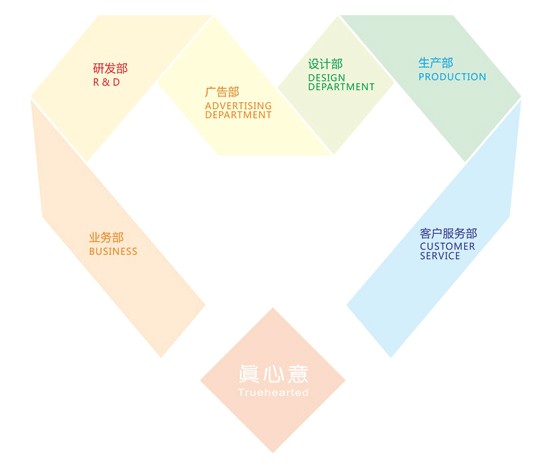 研发部
R & D
广告部
ADVERTISING
DEPARTMENT
设计部
DESIGN
DEPARTMENT
生产部
PRODUCTION
业务部
BUSINESS
客户服务部
CUSTOMER
SERVICE
眞心意
Truehearted